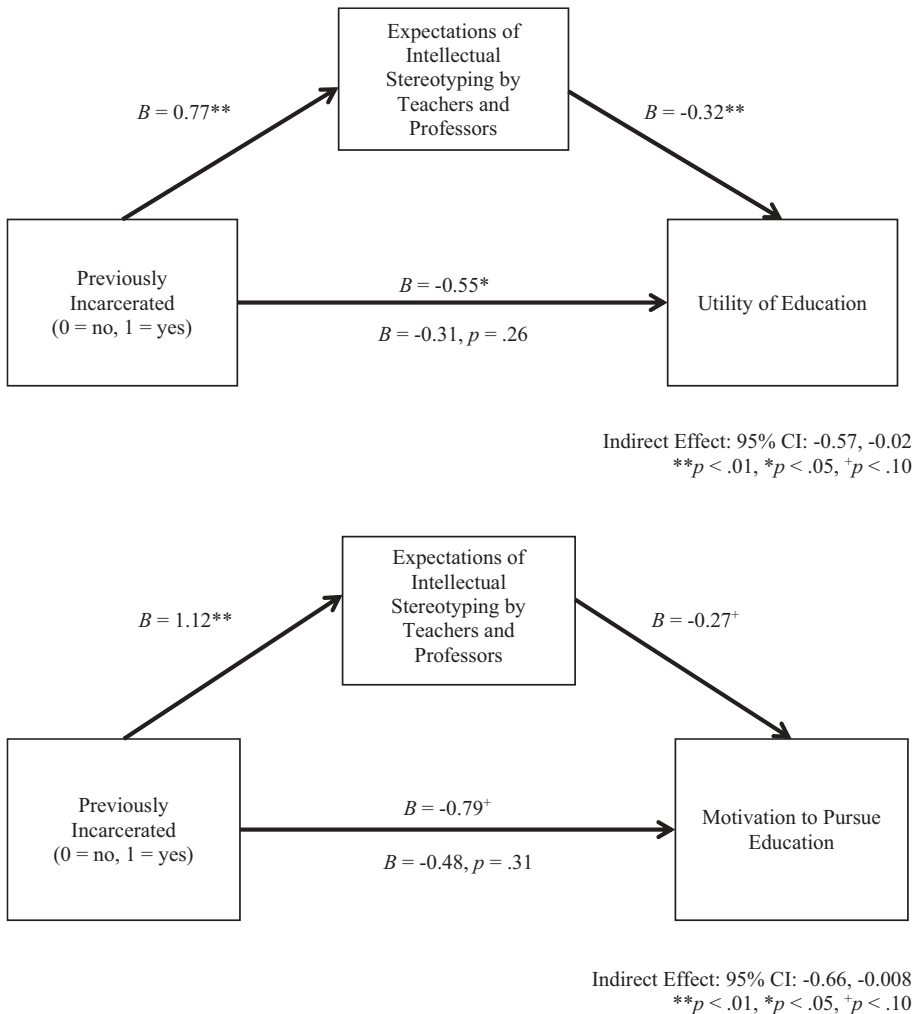 Expectations of
Intellectual
Stereotyping by
Teachers and
Professors
B = 0.77**
B = -0.32**
Previously
Incarcerated
(0 = no, 1 = yes)
B = -0.55*
B = -0.31, p = .26
Utility of Education
Indirect Effect: 95% CI: -0.57, -0.02
**p < .01, *p < .05, +p < .10
Expectations of
Intellectual
Stereotyping by
Teachers and
Professors
B = 1.12**
B = -0.27+
Previously
Incarcerated
(0 = no, 1 = yes)
B = -0.79+
B = -0.48, p = .31
Motivation to Pursue
Education
Indirect Effect: 95% CI: -0.66, -0.008
**p < .01, *p < .05, +p < .10